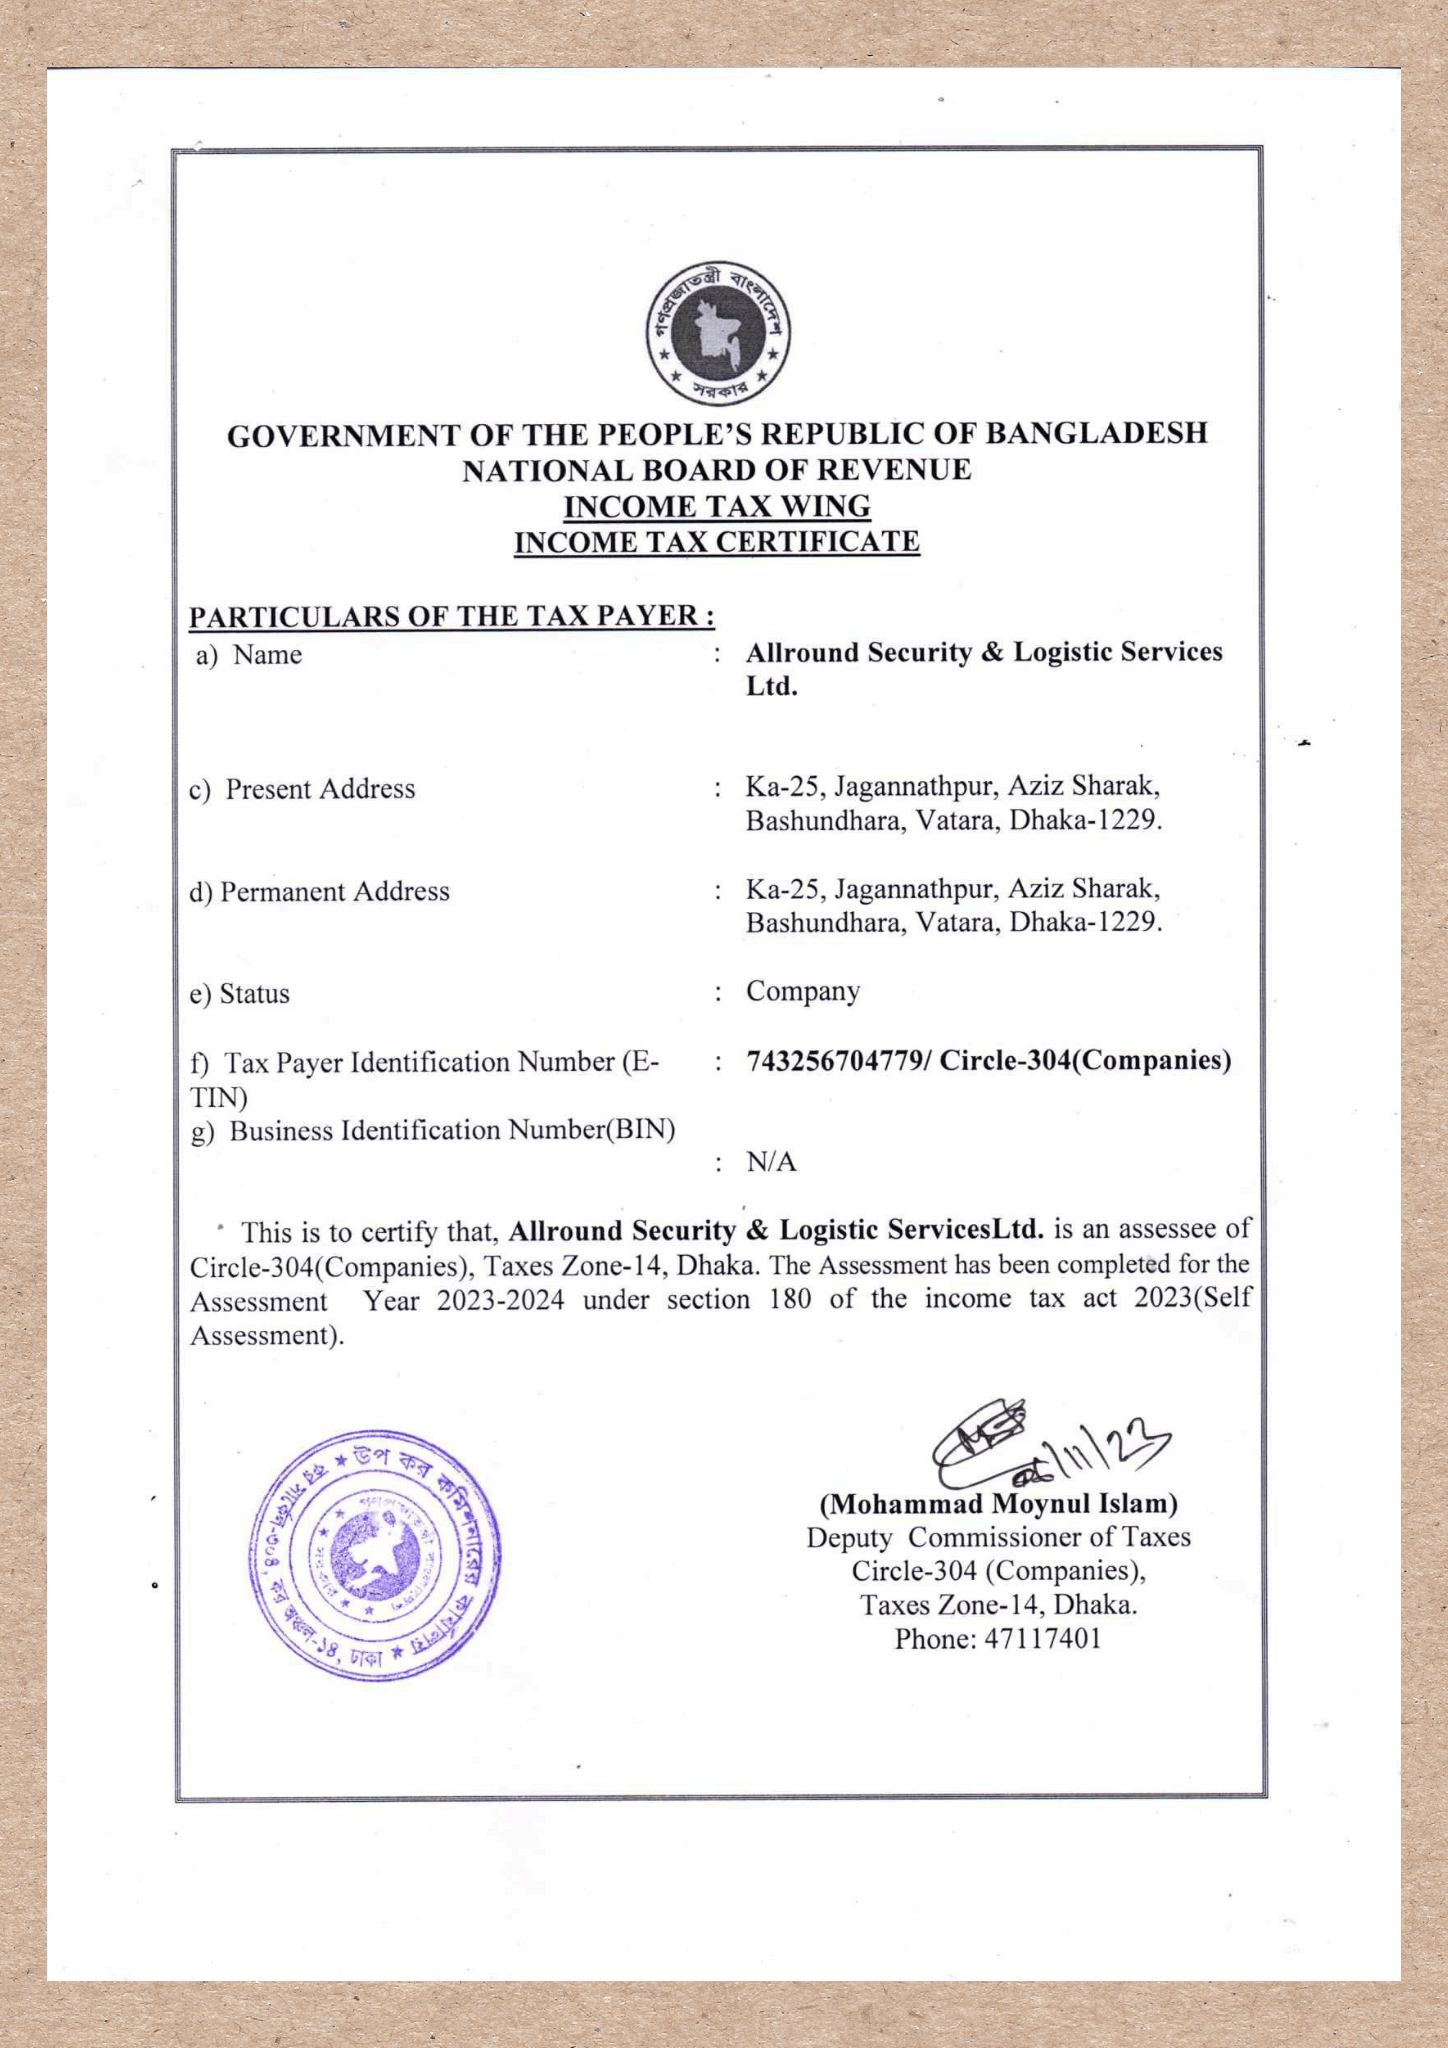 গণপ্রজাতন্ত্রী বাংলাদেশ
সরকার
GOVERNMENT OF THE PEOPLE'S REPUBLIC OF BANGLADESH
NATIONAL BOARD OF REVENUE
INCOME TAX WING
INCOME TAX CERTIFICATE
PARTICULARS OF THE TAX PAYER :
a) Name : Allround Security & Logistic Services
Ltd.
c) Present Address : Ka-25, Jagannathpur, Aziz Sharak,
Bashundhara, Vatara, Dhaka-1229.
d) Permanent Address : Ka-25, Jagannathpur, Aziz Sharak,
Bashundhara, Vatara, Dhaka-1229.
e) Status : Company
f) Tax Payer Identification Number (E- : 743256704779/ Circle-304(Companies)
TIN)
g) Business Identification Number(BIN)
: N/A
This is to certify that, Allround Security & Logistic ServicesLtd. is an assessee of
Circle-304(Companies), Taxes Zone-14, Dhaka. The Assessment has been completed for the
Assessment Year 2023-2024 under section 180 of the income tax act 2023(Self
Assessment).
/11/23
উপ কর কমিশনারের কার্যালয়
কর সার্কেল-৩০৪, কর অঞ্চল-১৪, ঢাকা
(Mohammad Moynul Islam)
Deputy Commissioner of Taxes
Circle-304 (Companies),
Taxes Zone-14, Dhaka.
Phone: 47117401